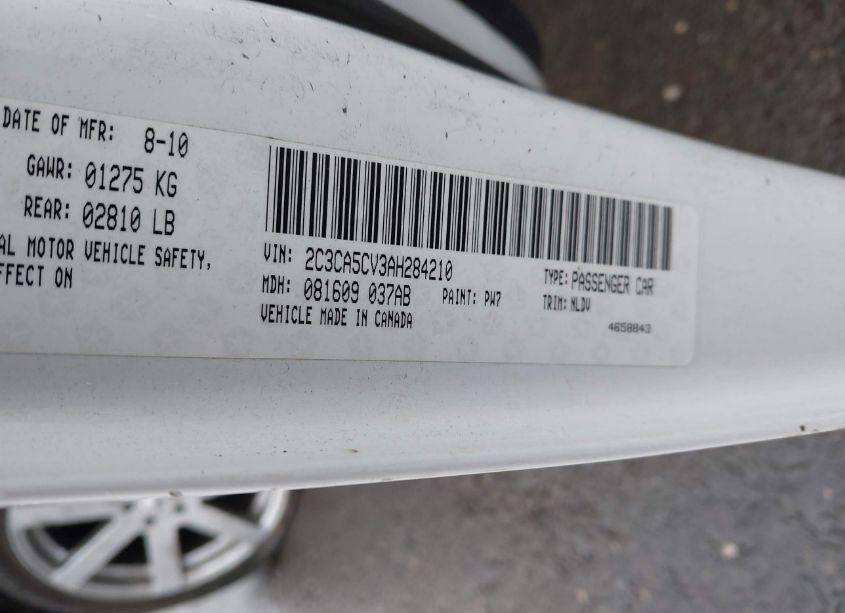 DATE OF MFR: 8-10
GAWR: 01275 KG
REAR: 02810 LB
AL MOTOR VEHICLE SAFETY,
FFECT ON
VIN: 2C3CA5CV3AH284210
TYPE: PASSENGER CAR
MDH: 081609 037AB
PAINT: PW7
TRIM: NLDV
VEHICLE MADE IN CANADA
4658843